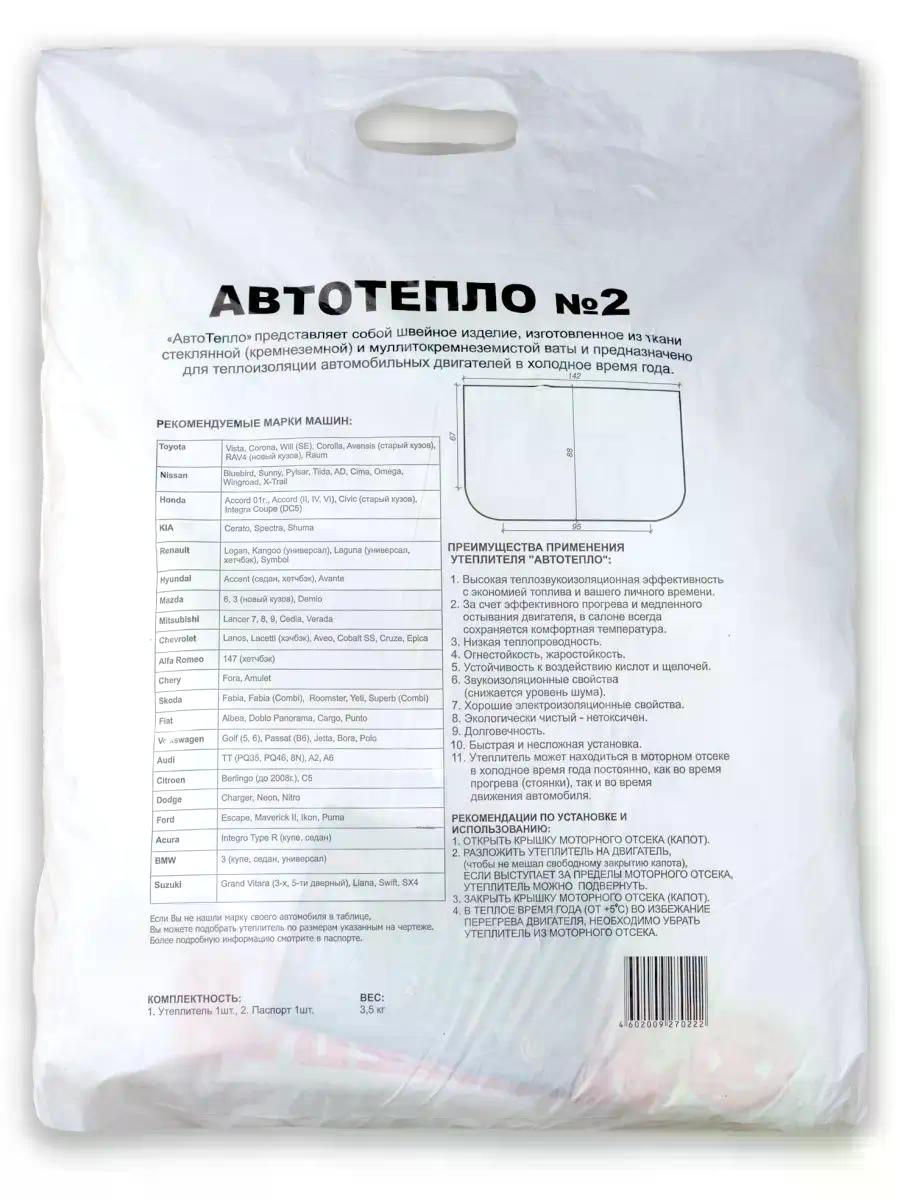 АВТОТЕПЛО №2
«АвтоТепло» представляет собой швейное изделие, изготовленное из ткани
стеклянной (кремнеземной) и муллитокремнеземистой ваты и предназначено
для теплоизоляции автомобильных двигателей в холодное время года.
142
67
88
95
РЕКОМЕНДУЕМЫЕ МАРКИ МАШИН:
Toyota Vista, Corona, Will (SE), Corolla, Avensis (старый кузов),
RAV4 (новый кузов), Raum
Nissan Bluebird, Sunny, Pylsar, Tiida, AD, Cima, Omega,
Wingroad, X-Trail
Honda Accord 01г., Accord (II, IV, VI), Civic (старый кузов),
Integra Coupe (DC5)
KIA Cerato, Spectra, Shuma
Renault Logan, Kangoo (универсал), Laguna (универсал,
хетчбэк), Symbol
Hyundai Accent (седан, хетчбэк), Avante
Mazda 6, 3 (новый кузов), Demio
Mitsubishi Lancer 7, 8, 9, Cedia, Verada
Chevrolet Lanos, Lacetti (хэчбэк), Aveo, Cobalt SS, Cruze, Epica
Alfa Romeo 147 (хетчбэк)
Chery Fora, Amulet
Skoda Fabia, Fabia (Combi), Roomster, Yeti, Superb (Combi)
Fiat Albea, Doblo Panorama, Cargo, Punto
Volkswagen Golf (5, 6), Passat (B6), Jetta, Bora, Polo
Audi TT (PQ35, PQ46, 8N), A2, A6
Citroen Berlingo (до 2008г.), C5
Dodge Charger, Neon, Nitro
Ford Escape, Maverick II, Ikon, Puma
Acura Integro Type R (купе, седан)
BMW 3 (купе, седан, универсал)
Suzuki Grand Vitara (3-х, 5-ти дверный), Liana, Swift, SX4
Если Вы не нашли марку своего автомобиля в таблице,
Вы можете подобрать утеплитель по размерам указанным на чертеже.
Более подробную информацию смотрите в паспорте.
ПРЕИМУЩЕСТВА ПРИМЕНЕНИЯ
УТЕПЛИТЕЛЯ "АВТОТЕПЛО":
1. Высокая теплозвукоизоляционная эффективность
с экономией топлива и вашего личного времени.
2. За счет эффективного прогрева и медленного
остывания двигателя, в салоне всегда
сохраняется комфортная температура.
3. Низкая теплопроводность.
4. Огнестойкость, жаростойкость.
5. Устойчивость к воздействию кислот и щелочей.
6. Звукоизоляционные свойства
(снижается уровень шума).
7. Хорошие электроизоляционные свойства.
8. Экологически чистый - нетоксичен.
9. Долговечность.
10. Быстрая и несложная установка.
11. Утеплитель может находиться в моторном отсеке
в холодное время года постоянно, как во время
прогрева (стоянки), так и во время
движения автомобиля.
РЕКОМЕНДАЦИИ ПО УСТАНОВКЕ И
ИСПОЛЬЗОВАНИЮ:
1. ОТКРЫТЬ КРЫШКУ МОТОРНОГО ОТСЕКА (КАПОТ).
2. РАЗЛОЖИТЬ УТЕПЛИТЕЛЬ НА ДВИГАТЕЛЬ,
(чтобы не мешал свободному закрытию капота),
ЕСЛИ ВЫСТУПАЕТ ЗА ПРЕДЕЛЫ МОТОРНОГО ОТСЕКА,
УТЕПЛИТЕЛЬ МОЖНО ПОДВЕРНУТЬ.
3. ЗАКРЫТЬ КРЫШКУ МОТОРНОГО ОТСЕКА (КАПОТ).
4. В ТЕПЛОЕ ВРЕМЯ ГОДА (ОТ +5°С) ВО ИЗБЕЖАНИЕ
ПЕРЕГРЕВА ДВИГАТЕЛЯ, НЕОБХОДИМО УБРАТЬ
УТЕПЛИТЕЛЬ ИЗ МОТОРНОГО ОТСЕКА.
КОМПЛЕКТНОСТЬ:
1. Утеплитель 1шт., 2. Паспорт 1шт.
ВЕС:
3,5 кг
4 602009 270222